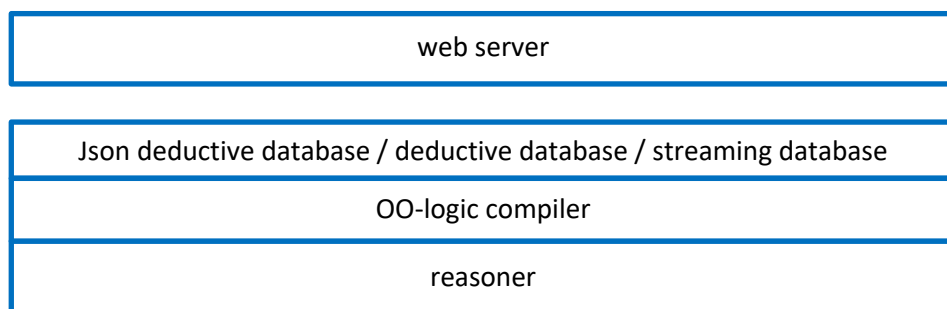 web server
Json deductive database / deductive database / streaming database
OO-logic compiler
reasoner